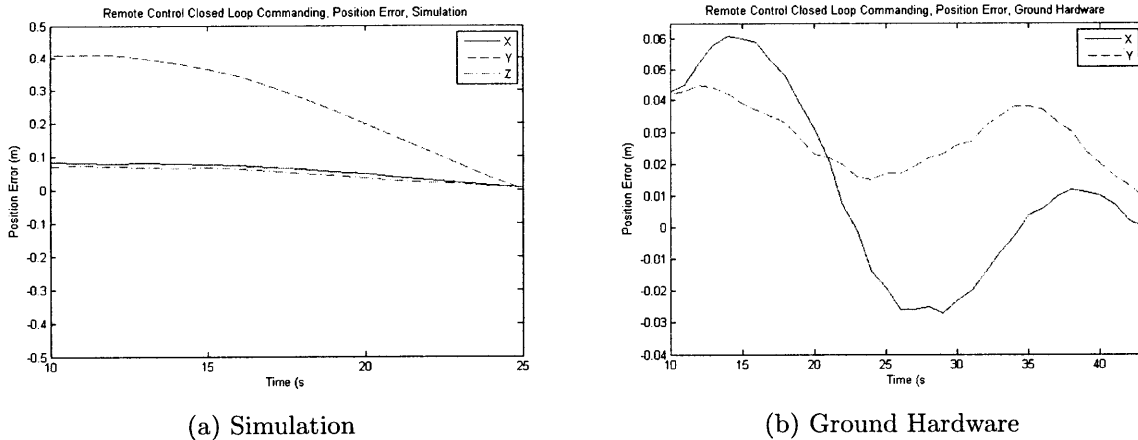 Remote Control Closed Loop Commanding, Position Error, Simulation
0.5
0.4
0.3
0.2
0.1
0
-0.1
-0.2
-0.3
-0.4
-0.5
Position Error (m)
10
15
20
25
Time (s
X
Y
Z
(a) Simulation
Remote Control Closed Loop Commanding, Position Error, Ground Hardware
0.06
0.05
0.04
0.03
0.02
0.01
0
-0.01
-0.02
-0.03
-0.04
Position Error (m)
10
15
20
25
30
35
40
Time (s
X
Y
(b) Ground Hardware